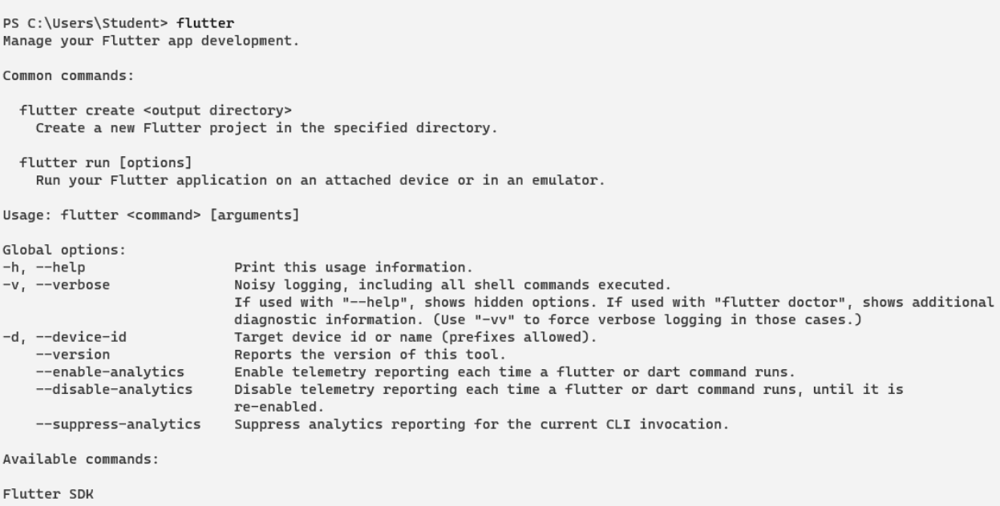 PS C:\Users\Student> flutter
Manage your Flutter app development.
Common commands:
flutter create <output directory>
Create a new Flutter project in the specified directory.
flutter run [options]
Run your Flutter application on an attached device or in an emulator.
Usage: flutter <command> [arguments]
Global options:
-h, --help                  Print this usage information.
-v, --verbose               Noisy logging, including all shell commands executed.
                            If used with "--help", shows hidden options. If used with "flutter doctor", shows additional
                            diagnostic information. (Use "-vv" to force verbose logging in those cases.)
-d, --device-id             Target device id or name (prefixes allowed).
    --version               Reports the version of this tool.
    --enable-analytics      Enable telemetry reporting each time a flutter or dart command runs.
    --disable-analytics     Disable telemetry reporting each time a flutter or dart command runs, until it is
                            re-enabled.
    --suppress-analytics    Suppress analytics reporting for the current CLI invocation.
Available commands:
Flutter SDK